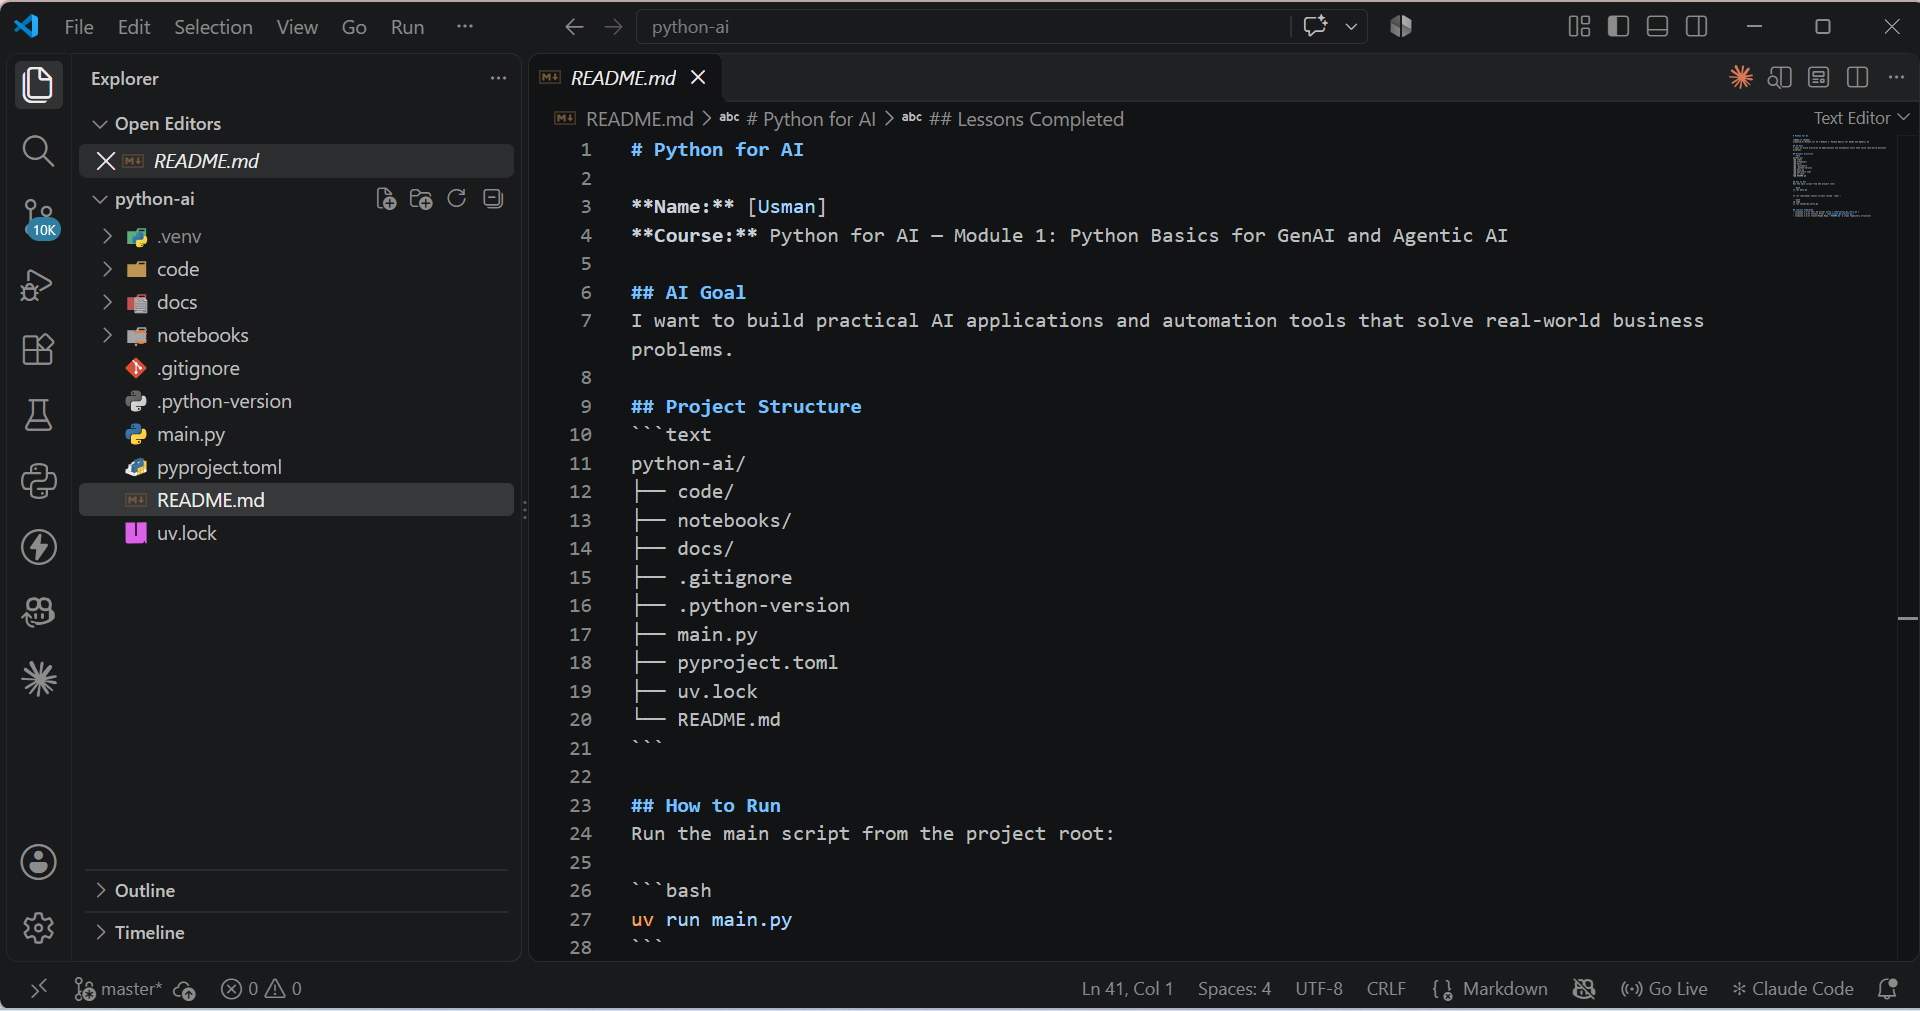 File Edit Selection View Go Run ···
python-ai
Explorer
Open Editors
README.md
python-ai
.venv
code
docs
notebooks
.gitignore
.python-version
main.py
pyproject.toml
README.md
uv.lock
Outline
Timeline
10K
README.md
README.md > abc # Python for AI > abc ## Lessons Completed
Text Editor
1 # Python for AI
2
3 **Name:** [Usman]
4 **Course:** Python for AI — Module 1: Python Basics for GenAI and Agentic AI
5
6 ## AI Goal
7 I want to build practical AI applications and automation tools that solve real-world business
problems.
8
9 ## Project Structure
10 ```text
11 python-ai/
12 ├── code/
13 ├── notebooks/
14 ├── docs/
15 ├── .gitignore
16 ├── .python-version
17 ├── main.py
18 ├── pyproject.toml
19 ├── uv.lock
20 └── README.md
21 ```
22
23 ## How to Run
24 Run the main script from the project root:
25
26 ```bash
27 uv run main.py
28 ```
master* 0 0 Ln 41, Col 1 Spaces: 4 UTF-8 CRLF Markdown Go Live Claude Code